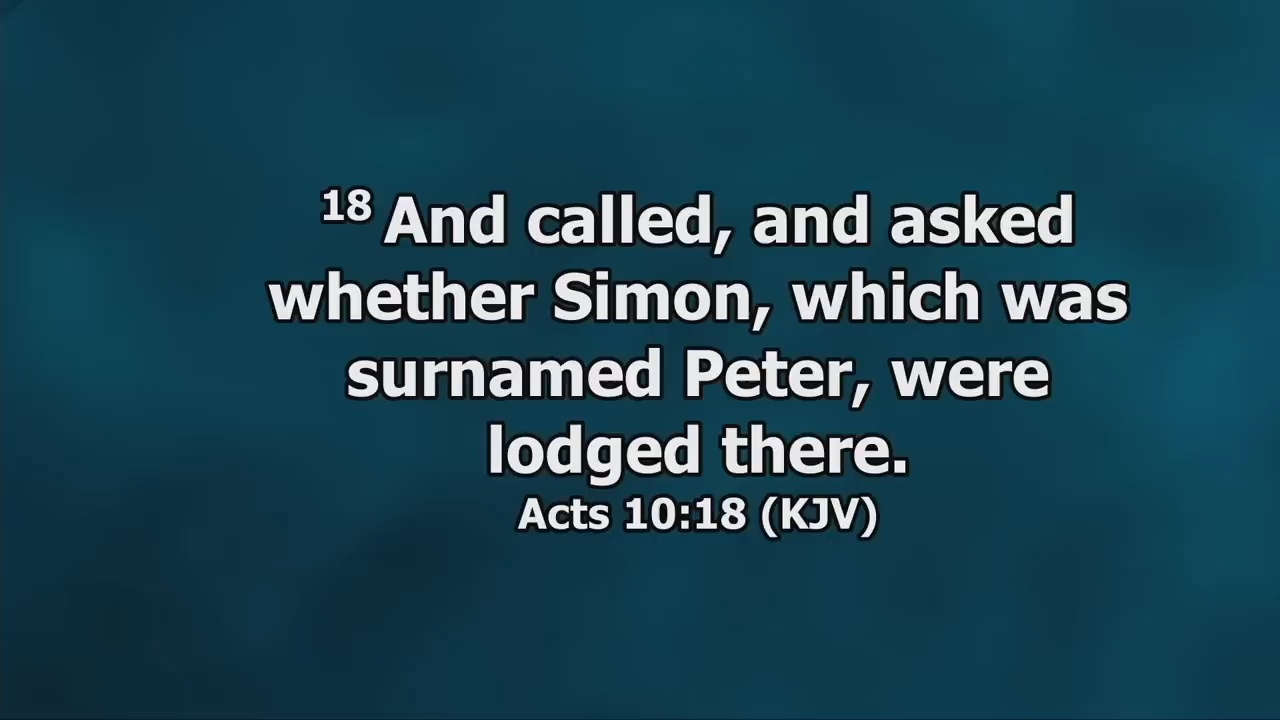 18 And called, and asked
whether Simon, which was
surnamed Peter, were
lodged there.
Acts 10:18 (KJV)